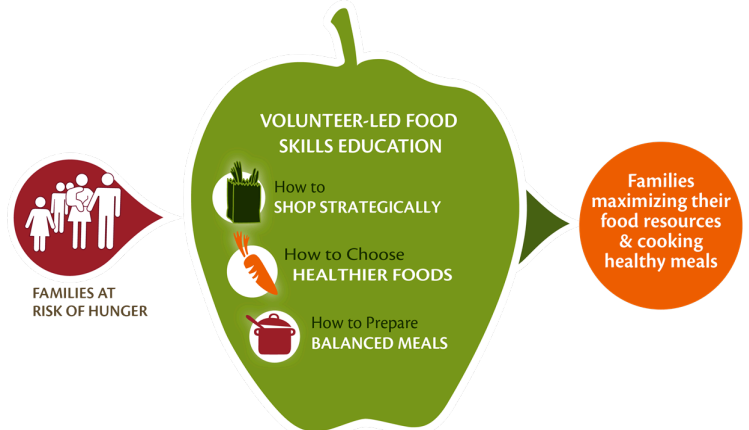 VOLUNTEER-LED FOOD
SKILLS EDUCATION
How to
SHOP STRATEGICALLY
How to Choose
HEALTHIER FOODS
How to Prepare
BALANCED MEALS
FAMILIES AT
RISK OF HUNGER
Families
maximizing their
food resources
& cooking
healthy meals